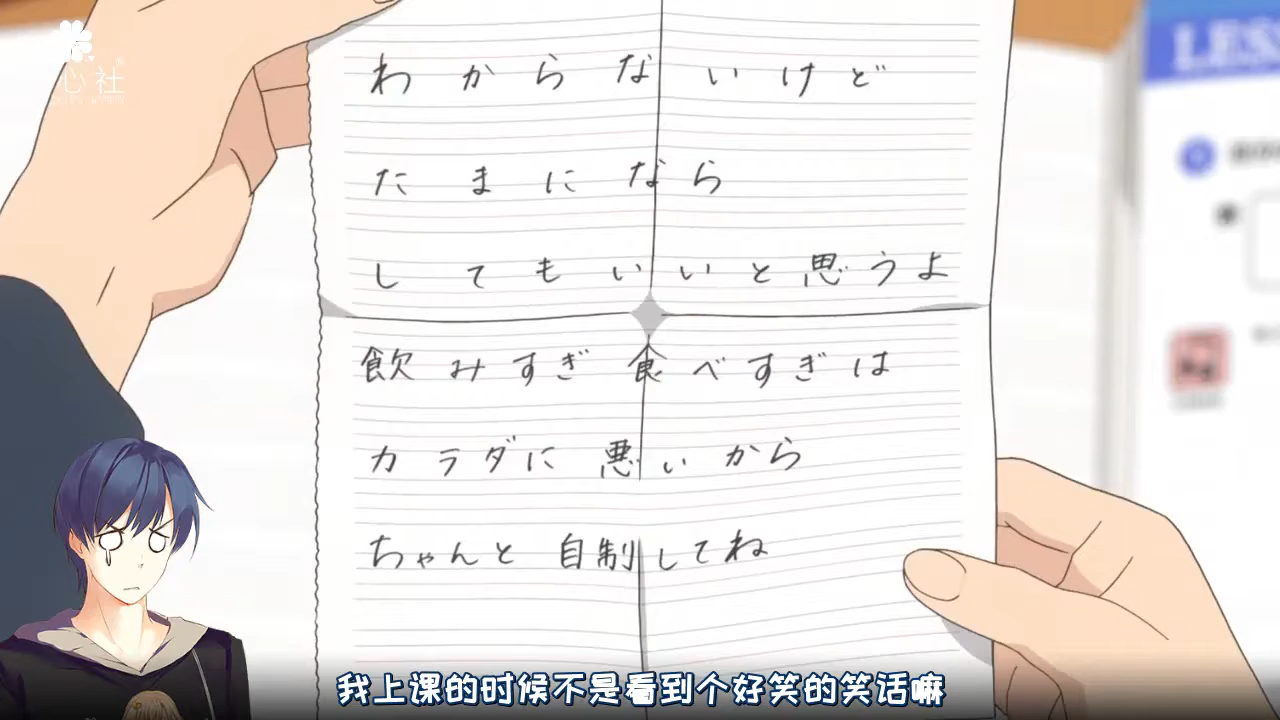 心社
LES
わからないけど
たまになら
してもいいと思うよ
飲みすぎ食べすぎは
カラダに悪いから
ちゃんと自制してね
我上课的时候不是看到个好笑的笑话嘛